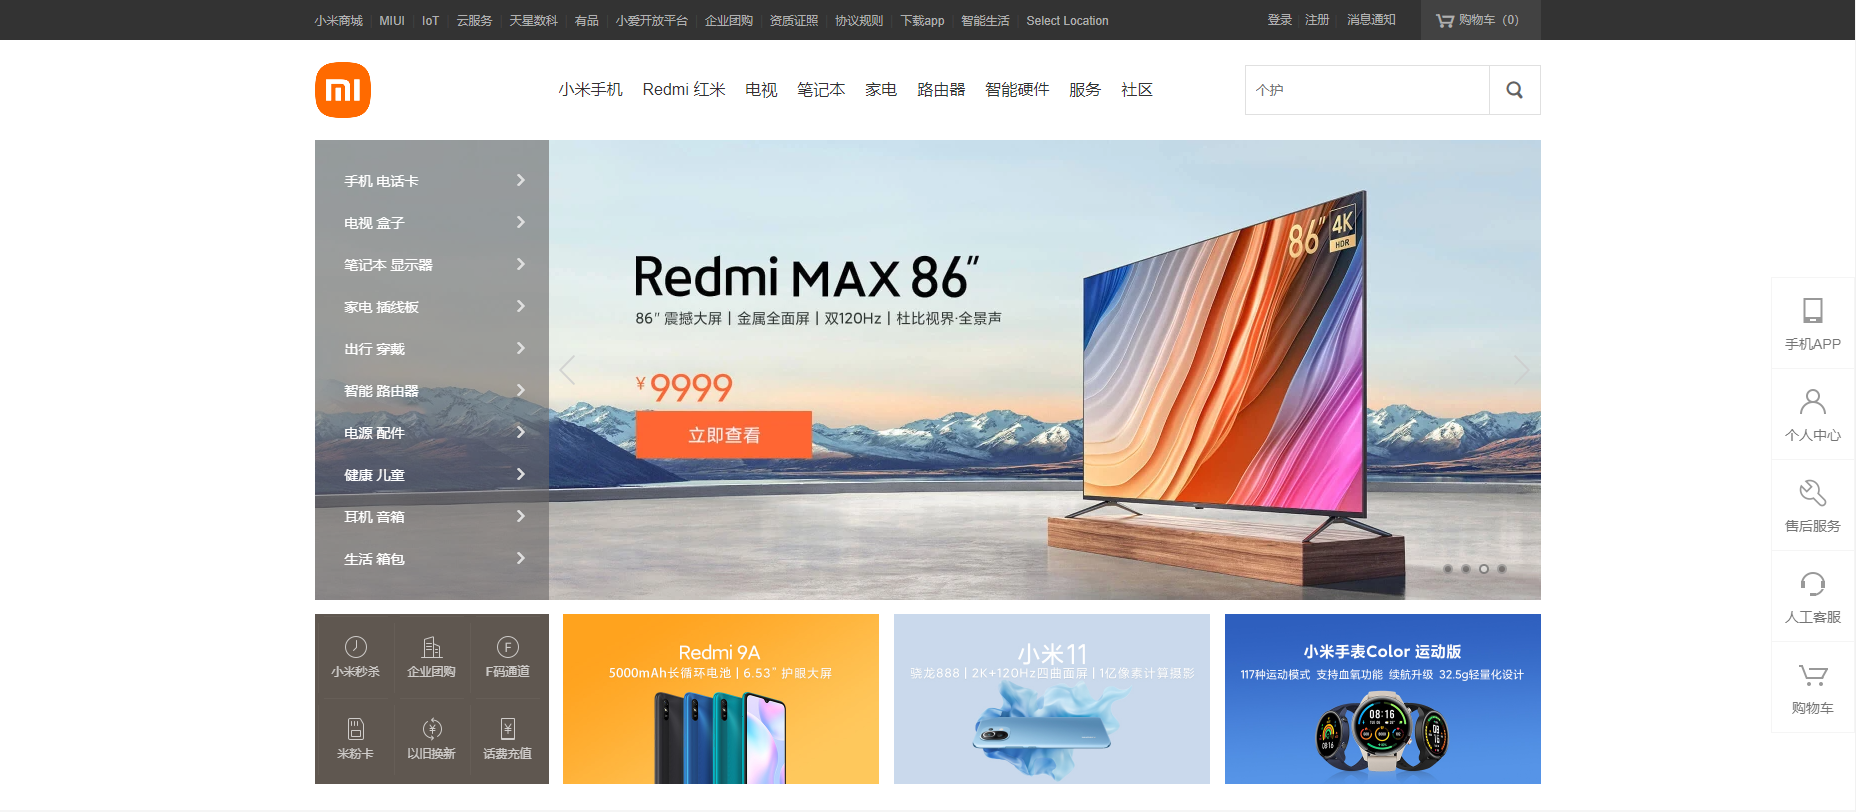 小米商城 | MIUI | IoT | 云服务 | 天星数科 | 有品 | 小爱开放平台 | 企业团购 | 资质证照 | 协议规则 | 下载app | 智能生活 | Select Location
登录 | 注册 | 消息通知
购物车（0）
小米手机 Redmi 红米 电视 笔记本 家电 路由器 智能硬件 服务 社区
个护
手机 电话卡
电视 盒子
笔记本 显示器
家电 插线板
出行 穿戴
智能 路由器
电源 配件
健康 儿童
耳机 音箱
生活 箱包
Redmi MAX 86″
86″ 震撼大屏 | 金属全面屏 | 双120Hz | 杜比视界·全景声
¥ 9999
立即查看
86″ 4K
HDR
手机APP
个人中心
售后服务
人工客服
购物车
小米秒杀 企业团购 F码通道
米粉卡 以旧换新 话费充值
Redmi 9A
5000mAh长循环电池 | 6.53″ 护眼大屏
小米11
骁龙888 | 2K+120Hz四曲面屏 | 1亿像素计算摄影
小米手表Color 运动版
117种运动模式 支持血氧功能 续航升级 32.5g轻量化设计
08:16
08:16